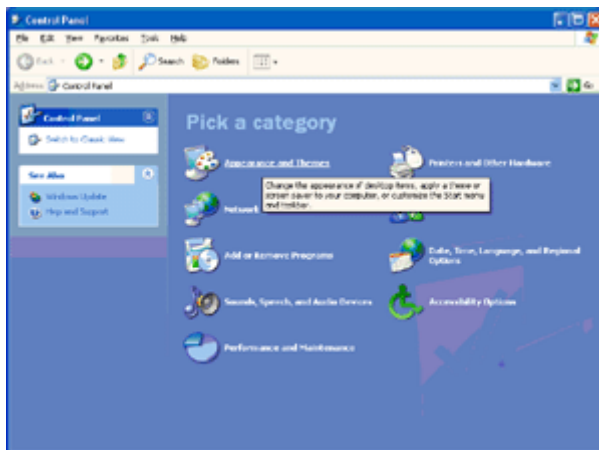 Control Panel
File Edit View Favorites Tools Help
Back Search Folders
Address Control Panel Go
Control Panel
Switch to Classic View
See Also
Windows Update
Help and Support
Pick a category
Appearance and Themes
Printers and Other Hardware
Change the appearance of desktop items, apply a theme or
screen saver to your computer, or customize the Start menu
and taskbar.
Network
Add or Remove Programs
Date, Time, Language, and Regional
Options
Sounds, Speech, and Audio Devices
Accessibility Options
Performance and Maintenance